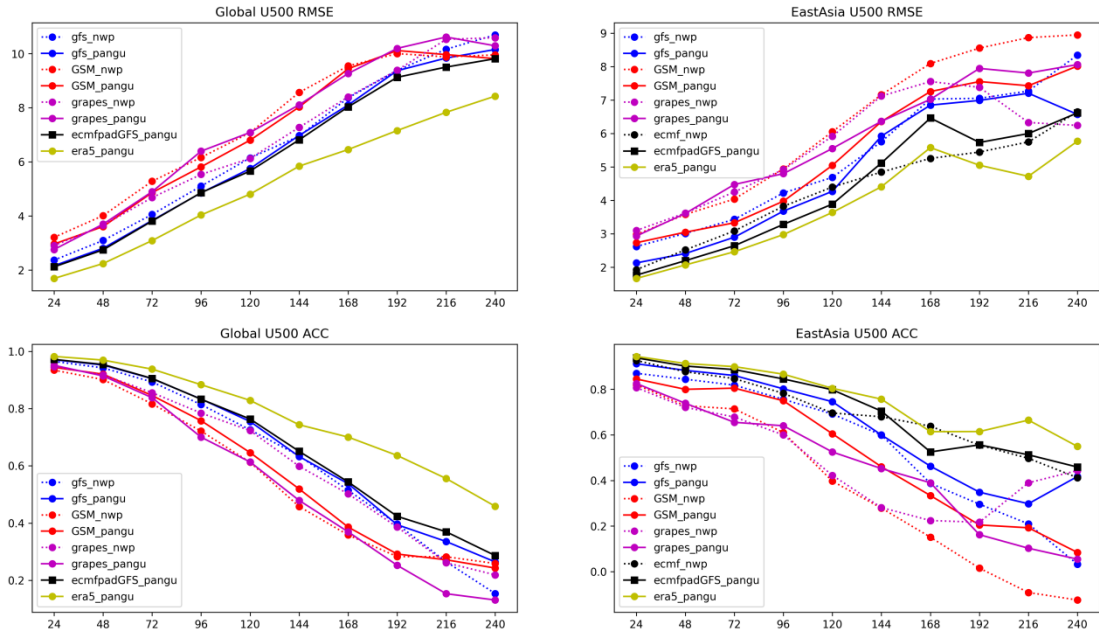 Global U500 RMSE
gfs_nwp
gfs_pangu
GSM_nwp
GSM_pangu
grapes_nwp
grapes_pangu
ecmfpadGFS_pangu
era5_pangu
10
8
6
4
2
24 48 72 96 120 144 168 192 216 240
EastAsia U500 RMSE
gfs_nwp
gfs_pangu
GSM_nwp
GSM_pangu
grapes_nwp
grapes_pangu
ecmf_nwp
ecmfpadGFS_pangu
era5_pangu
9
8
7
6
5
4
3
2
24 48 72 96 120 144 168 192 216 240
Global U500 ACC
1.0
0.8
0.6
0.4
0.2
gfs_nwp
gfs_pangu
GSM_nwp
GSM_pangu
grapes_nwp
grapes_pangu
ecmfpadGFS_pangu
era5_pangu
24 48 72 96 120 144 168 192 216 240
EastAsia U500 ACC
0.8
0.6
0.4
0.2
0.0
gfs_nwp
gfs_pangu
GSM_nwp
GSM_pangu
grapes_nwp
grapes_pangu
ecmf_nwp
ecmfpadGFS_pangu
era5_pangu
24 48 72 96 120 144 168 192 216 240